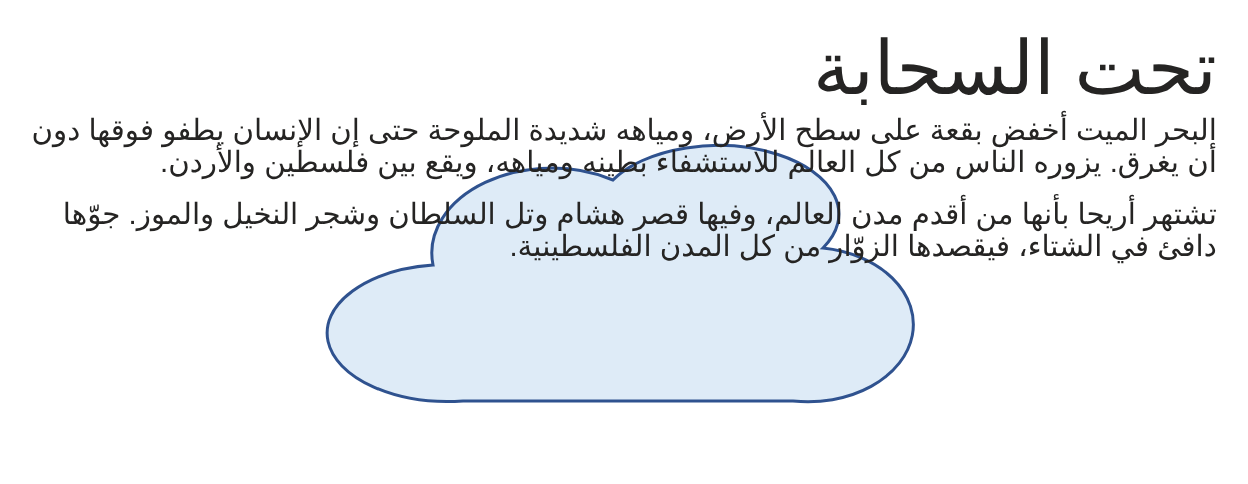 تحت السحابة
البحر الميت أخفض بقعة على سطح الأرض، ومياهه شديدة الملوحة حتى إن الإنسان يطفو فوقها دون
أن يغرق. يزوره الناس من كل العالم للاستشفاء بطينه ومياهه، ويقع بين فلسطين والأردن.
تشتهر أريحا بأنها من أقدم مدن العالم، وفيها قصر هشام وتل السلطان وشجر النخيل والموز. جوّها
دافئ في الشتاء، فيقصدها الزوّار من كل المدن الفلسطينية.